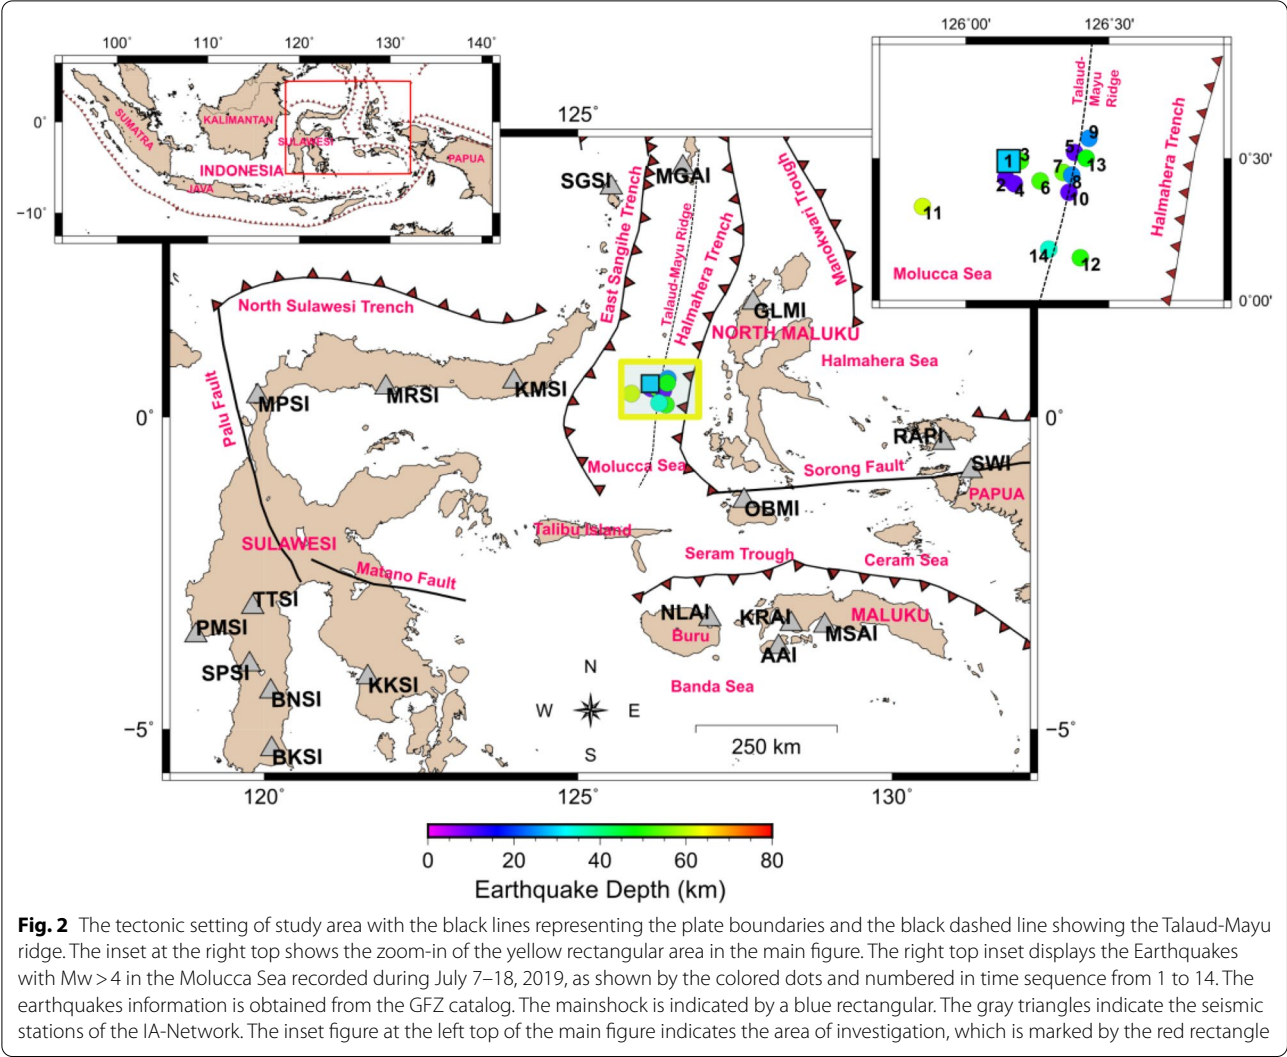 100˚ 110˚ 120˚ 130˚ 140˚
0˚
−10˚
SUMATRA
KALIMANTAN
SULAWESI
INDONESIA
JAVA
PAPUA
126˚00' 126˚30'
0˚30'
0˚00'
Talaud-
Mayu
Ridge
Halmahera Trench
9
5
1 3
7 13
8
2 4 6
10
11
14
12
Molucca Sea
125˚
SGSI
MGAI
East Sangihe Trench
Talaud-Mayu Ridge
Halmahera Trench
Manokwari Trough
North Sulawesi Trench
GLMI
NORTH MALUKU
Halmahera Sea
Palu Fault
MPSI
MRSI
KMSI
0˚
0˚
RAPI
SWI
Molucca Sea
Sorong Fault
PAPUA
OBMI
Talibu Island
SULAWESI
Seram Trough
Ceram Sea
Matano Fault
TTSI
NLAI
KRAI
MALUKU
PMSI
Buru
MSAI
AAI
SPSI
KKSI
BNSI
Banda Sea
N
W E
S
−5˚
−5˚
250 km
BKSI
120˚ 125˚ 130˚
0 20 40 60 80
Earthquake Depth (km)
Fig. 2 The tectonic setting of study area with the black lines representing the plate boundaries and the black dashed line showing the Talaud-Mayu
ridge. The inset at the right top shows the zoom-in of the yellow rectangular area in the main figure. The right top inset displays the Earthquakes
with Mw > 4 in the Molucca Sea recorded during July 7–18, 2019, as shown by the colored dots and numbered in time sequence from 1 to 14. The
earthquakes information is obtained from the GFZ catalog. The mainshock is indicated by a blue rectangular. The gray triangles indicate the seismic
stations of the IA-Network. The inset figure at the left top of the main figure indicates the area of investigation, which is marked by the red rectangle